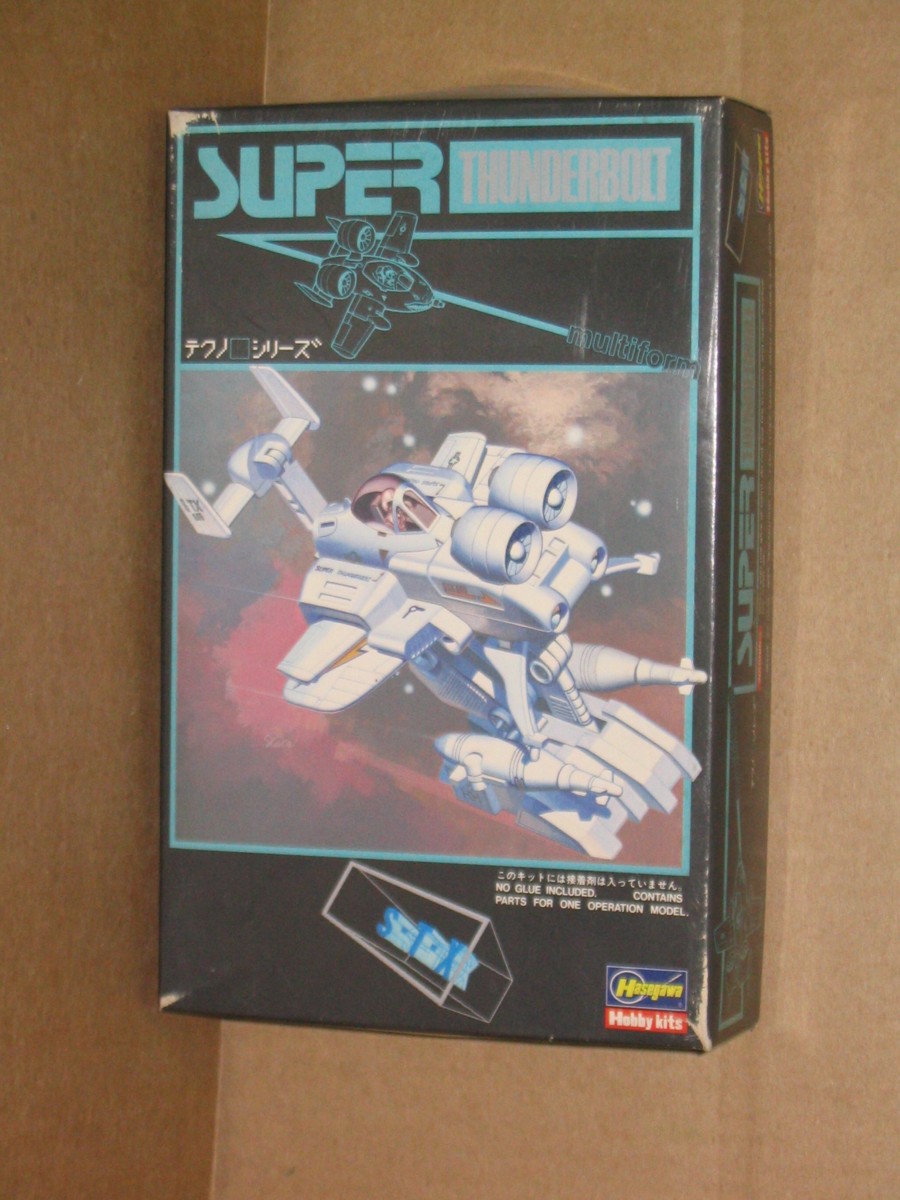 SUPER THUNDERBOLT
multiform
テクノ□シリーズ
このキットには接着剤は入っていません。
NO GLUE INCLUDED. CONTAINS
PARTS FOR ONE OPERATION MODEL.
Hasegawa
Hobby kits
SUPER THUNDERBOLT
Hasegawa